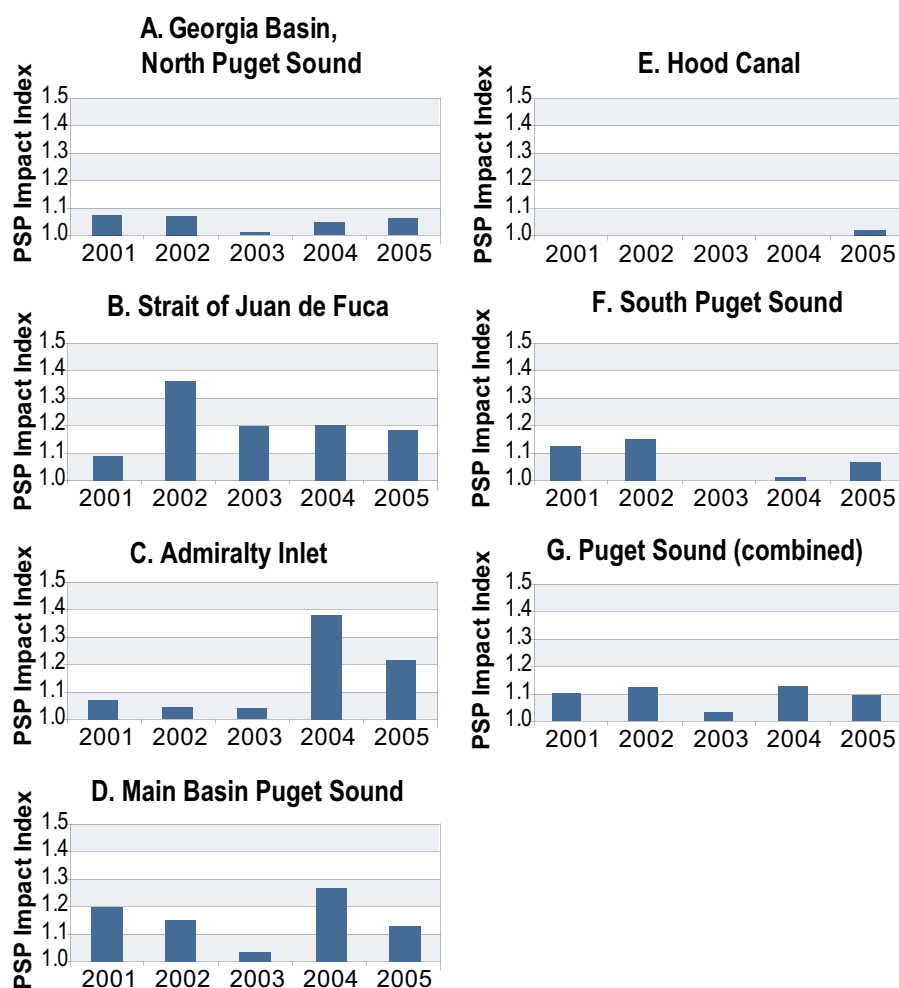 A. Georgia Basin,
North Puget Sound
PSP Impact Index
1.5
1.4
1.3
1.2
1.1
1.0
2001 2002 2003 2004 2005
B. Strait of Juan de Fuca
PSP Impact Index
1.5
1.4
1.3
1.2
1.1
1.0
2001 2002 2003 2004 2005
C. Admiralty Inlet
PSP Impact Index
1.5
1.4
1.3
1.2
1.1
1.0
2001 2002 2003 2004 2005
D. Main Basin Puget Sound
PSP Impact Index
1.5
1.4
1.3
1.2
1.1
1.0
2001 2002 2003 2004 2005
E. Hood Canal
PSP Impact Index
1.5
1.4
1.3
1.2
1.1
1.0
2001 2002 2003 2004 2005
F. South Puget Sound
PSP Impact Index
1.5
1.4
1.3
1.2
1.1
1.0
2001 2002 2003 2004 2005
G. Puget Sound (combined)
PSP Impact Index
1.5
1.4
1.3
1.2
1.1
1.0
2001 2002 2003 2004 2005